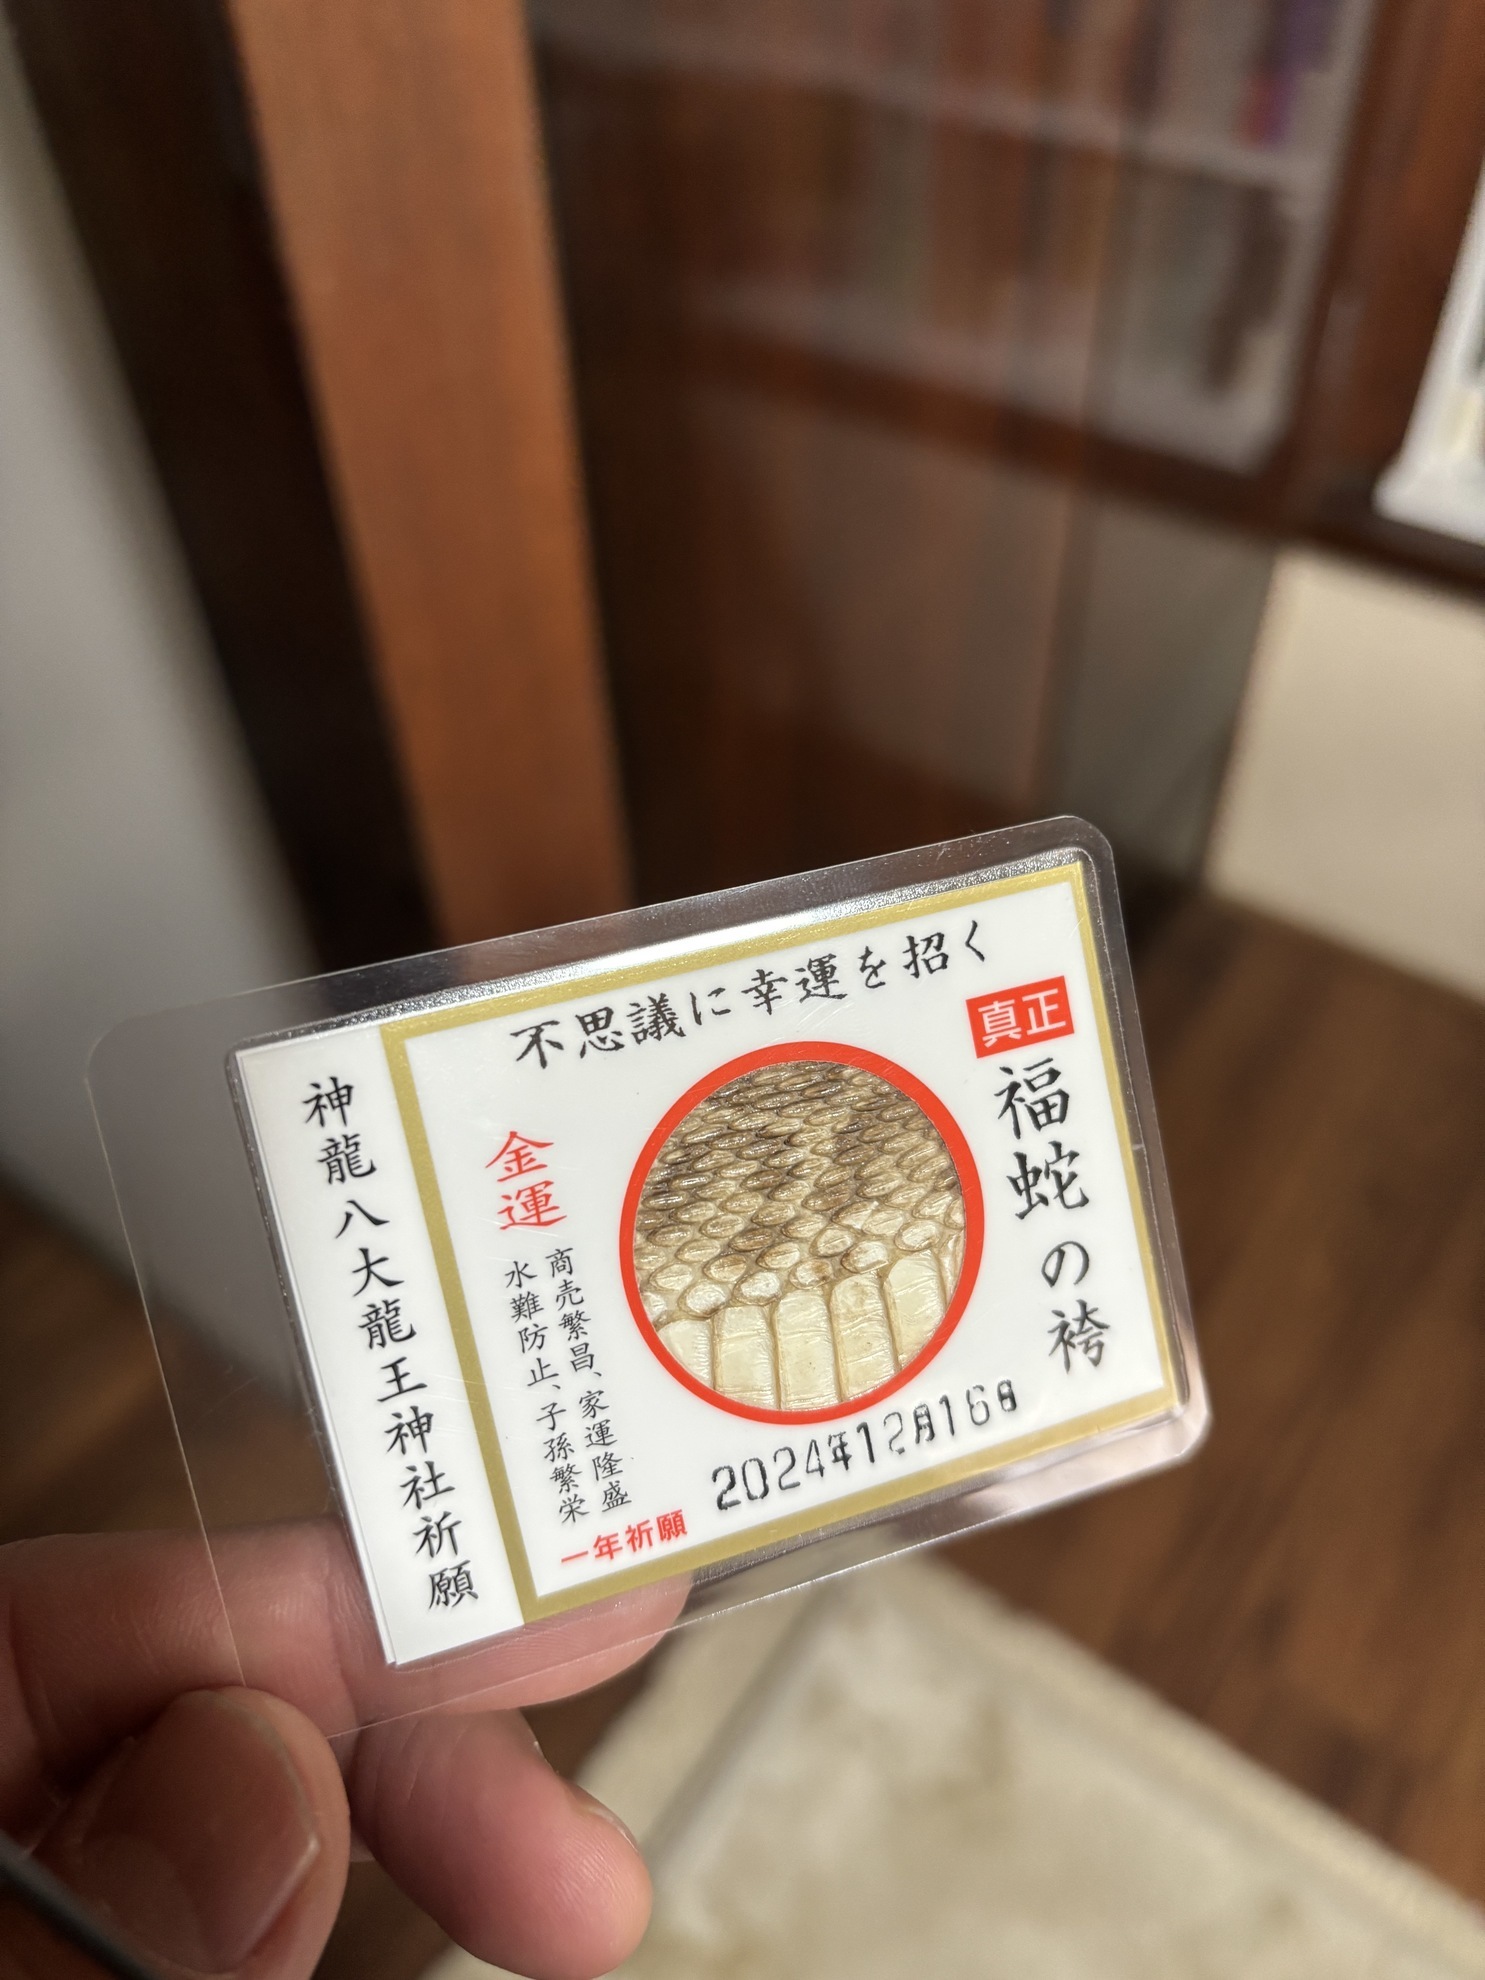 不思議に幸運を招く
真正
福蛇の袴
金運
商売繁昌、家運隆盛
水難防止、子孫繁栄
一年祈願
2024年12月16日
神龍八大龍王神社祈願